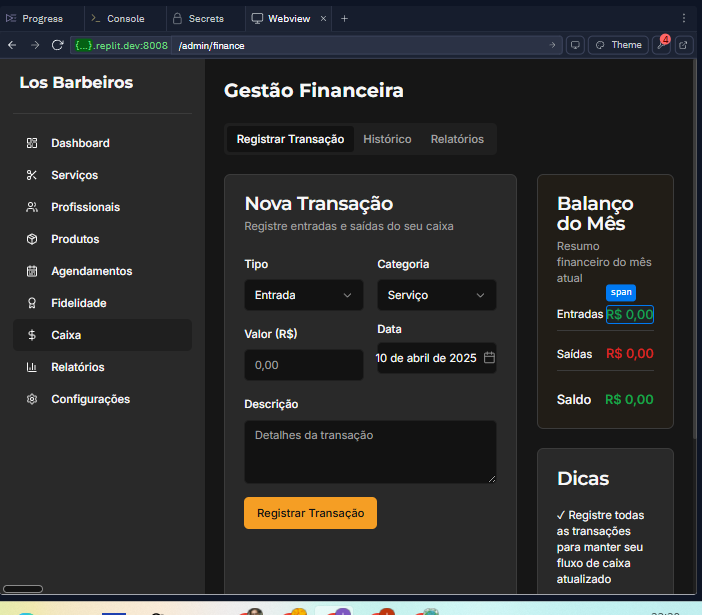 Progress
Console
Secrets
Webview
{...}.replit.dev:8008
/admin/finance
Theme
4
Los Barbeiros
Dashboard
Serviços
Profissionais
Produtos
Agendamentos
Fidelidade
Caixa
Relatórios
Configurações
Gestão Financeira
Registrar Transação
Histórico
Relatórios
Nova Transação
Registre entradas e saídas do seu caixa
Tipo
Categoria
Entrada
Serviço
Valor (R$)
Data
0,00
10 de abril de 2025
Descrição
Detalhes da transação
Registrar Transação
Balanço
do Mês
Resumo
financeiro do mês
atual
span
Entradas R$ 0,00
Saídas R$ 0,00
Saldo R$ 0,00
Dicas
✓ Registre todas
as transações
para manter seu
fluxo de caixa
atualizado